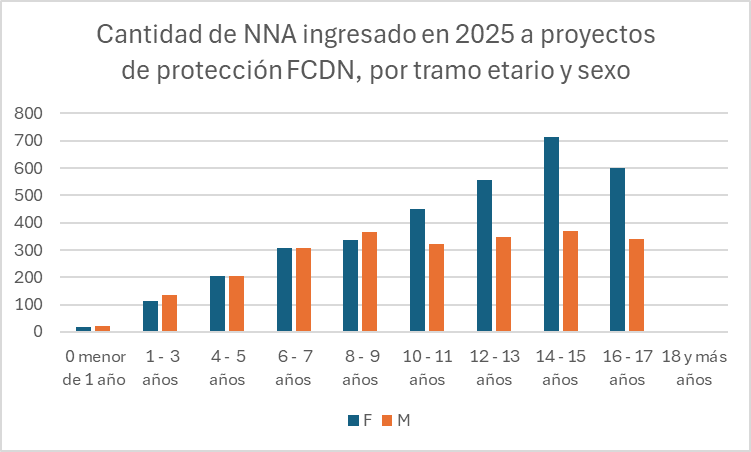 Cantidad de NNA ingresado en 2025 a proyectos
de protección FCDN, por tramo etario y sexo
800
700
600
500
400
300
200
100
0
0 menor 1 - 3 4 - 5 6 - 7 8 - 9 10 - 11 12 - 13 14 - 15 16 - 17 18 y más
de 1 año años años años años años años años años años
F M